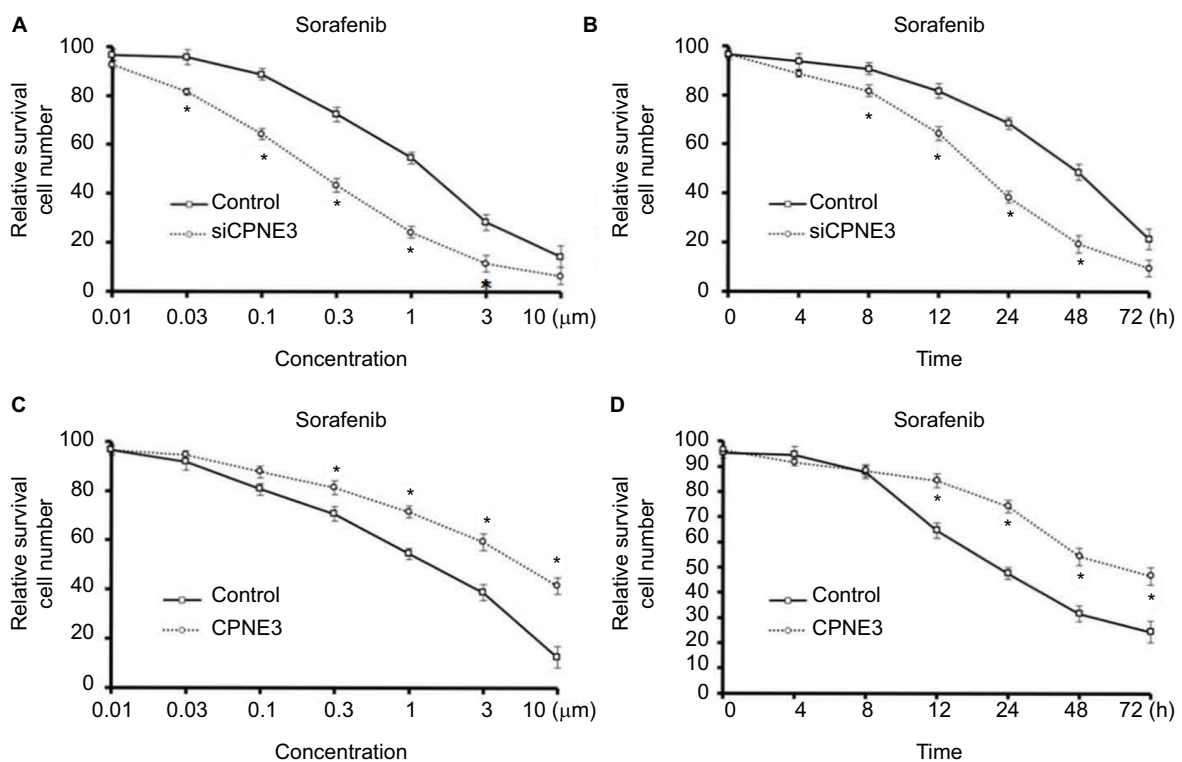 A
Sorafenib
100
80
60
40
20
0
Relative survival
cell number
Control
siCPNE3
*
*
*
*
*
0.01 0.03 0.1 0.3 1 3 10 (μm)
Concentration
B
Sorafenib
100
80
60
40
20
0
Relative survival
cell number
Control
siCPNE3
*
*
*
*
0 4 8 12 24 48 72 (h)
Time
C
Sorafenib
100
80
60
40
20
0
Relative survival
cell number
Control
CPNE3
*
*
*
*
0.01 0.03 0.1 0.3 1 3 10 (μm)
Concentration
D
Sorafenib
100
90
80
70
60
50
40
30
20
10
0
Relative survival
cell number
Control
CPNE3
*
*
*
*
0 4 8 12 24 48 72 (h)
Time